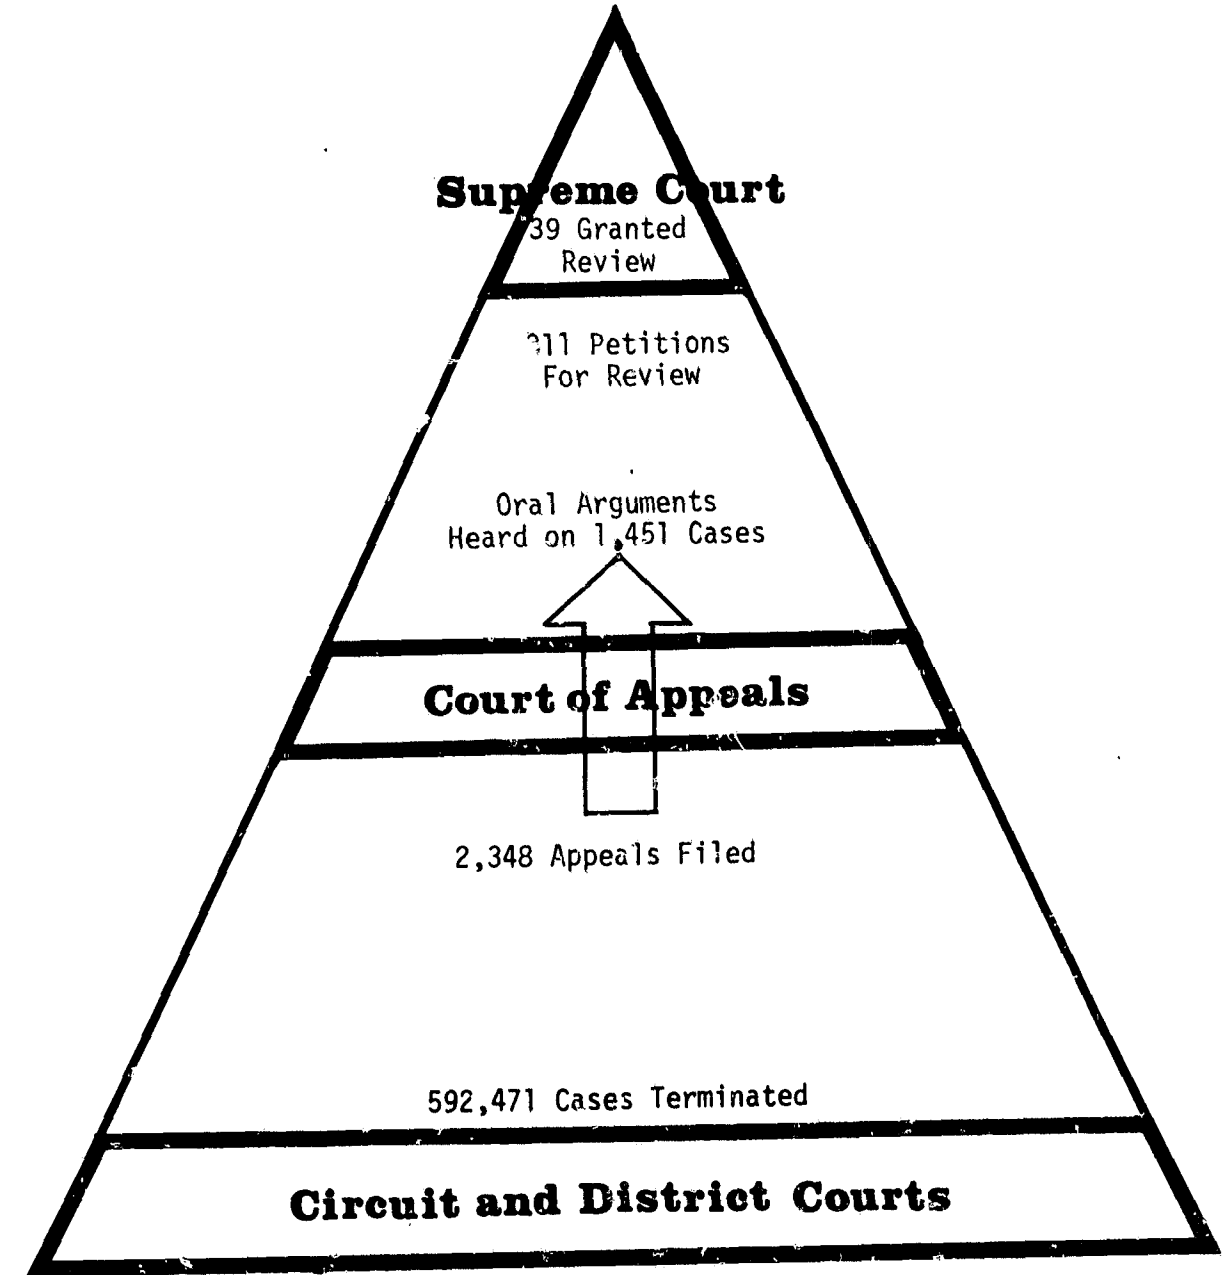 Supreme Court
39 Granted
Review
Petitions
For Review
Oral Arguments
Heard on 1,451 Cases
Court of Appeals
2,348 Appeals Filed
592,471 Cases Terminated
Circuit and District Courts